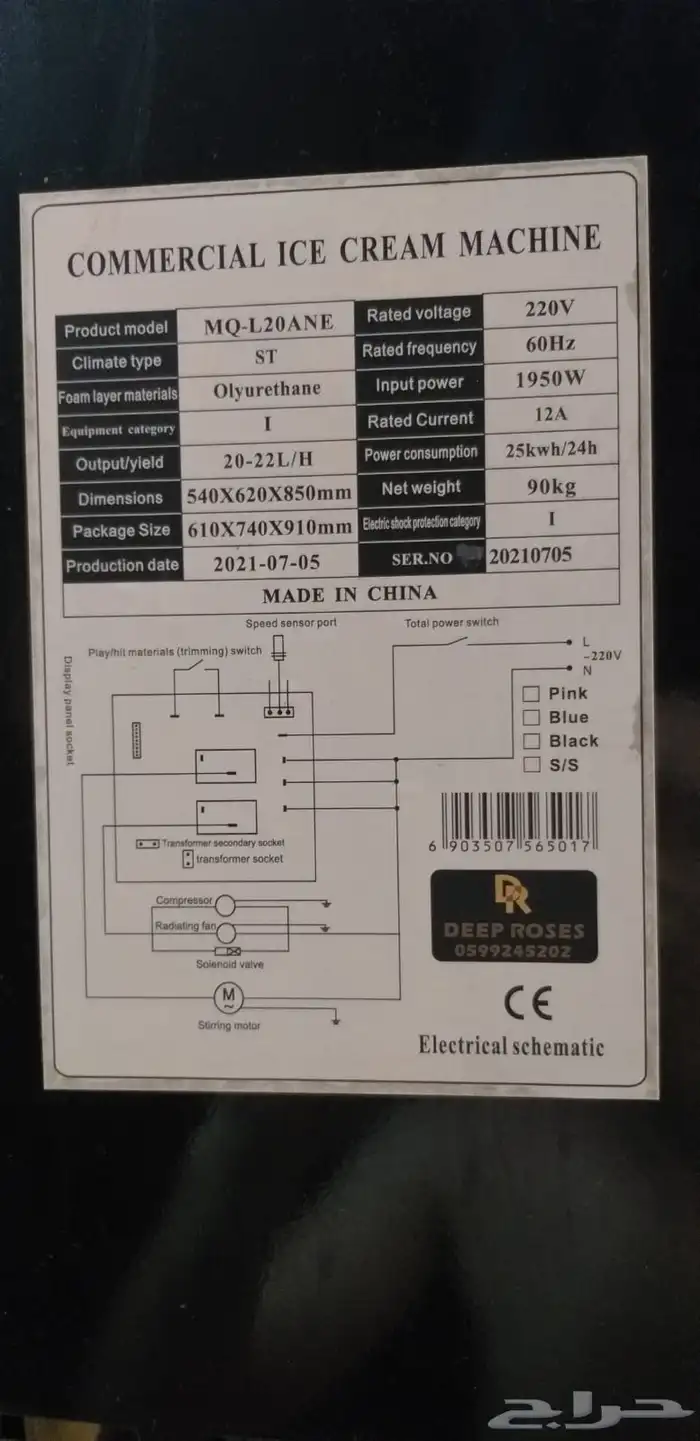 COMMERCIAL ICE CREAM MACHINE
Product model MQ-L20ANE Rated voltage 220V
Climate type ST Rated frequency 60Hz
Foam layer materials Olyurethane Input power 1950W
Equipment category I Rated Current 12A
Output/yield 20-22L/H Power consumption 25kwh/24h
Dimensions 540X620X850mm Net weight 90kg
Package Size 610X740X910mm Electric shock protection category I
Production date 2021-07-05 SER.NO 20210705
MADE IN CHINA
Speed sensor port
Total power switch
Play/hit materials (trimming) switch
L
~220V
N
Display panel socket
Pink
Blue
Black
S/S
Transformer secondary socket
transformer socket
6 903507 565017
Compressor
Radiating fan
Solenoid valve
M
~
Stirring motor
DR
DEEP ROSES
0599245202
CE
Electrical schematic
حراج